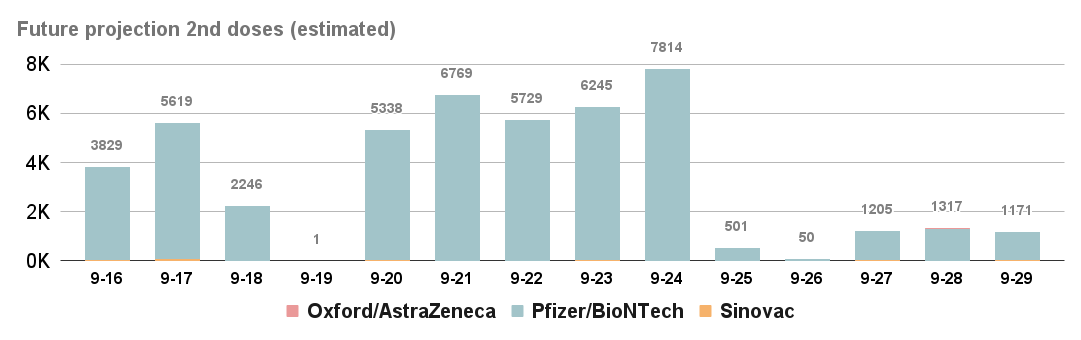 Future projection 2nd doses (estimated)
8K
6K
4K
2K
0K
3829
5619
2246
1
5338
6769
5729
6245
7814
501
50
1205
1317
1171
9-16 9-17 9-18 9-19 9-20 9-21 9-22 9-23 9-24 9-25 9-26 9-27 9-28 9-29
Oxford/AstraZeneca Pfizer/BioNTech Sinovac